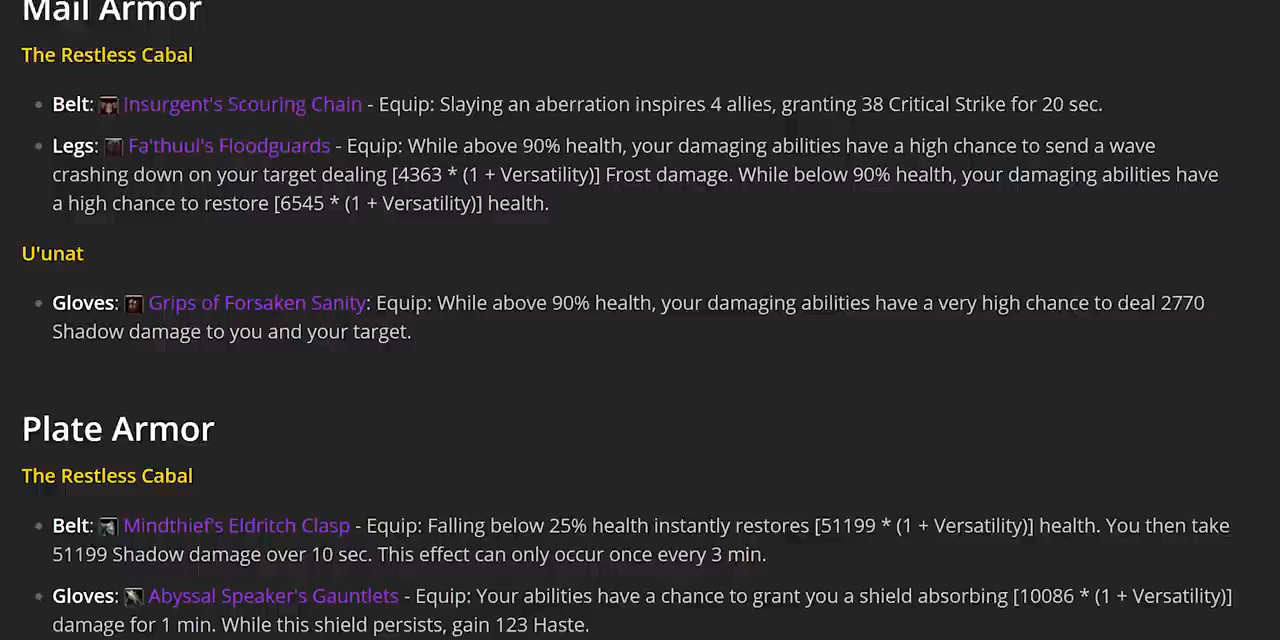 Mail Armor
The Restless Cabal
Belt: Insurgent's Scouring Chain - Equip: Slaying an aberration inspires 4 allies, granting 38 Critical Strike for 20 sec.
Legs: Fa'thuul's Floodguards - Equip: While above 90% health, your damaging abilities have a high chance to send a wave
crashing down on your target dealing [4363 * (1 + Versatility)] Frost damage. While below 90% health, your damaging abilities have
a high chance to restore [6545 * (1 + Versatility)] health.
U'unat
Gloves: Grips of Forsaken Sanity: Equip: While above 90% health, your damaging abilities have a very high chance to deal 2770
Shadow damage to you and your target.
Plate Armor
The Restless Cabal
Belt: Mindthief's Eldritch Clasp - Equip: Falling below 25% health instantly restores [51199 * (1 + Versatility)] health. You then take
51199 Shadow damage over 10 sec. This effect can only occur once every 3 min.
Gloves: Abyssal Speaker's Gauntlets - Equip: Your abilities have a chance to grant you a shield absorbing [10086 * (1 + Versatility)]
damage for 1 min. While this shield persists, gain 123 Haste.